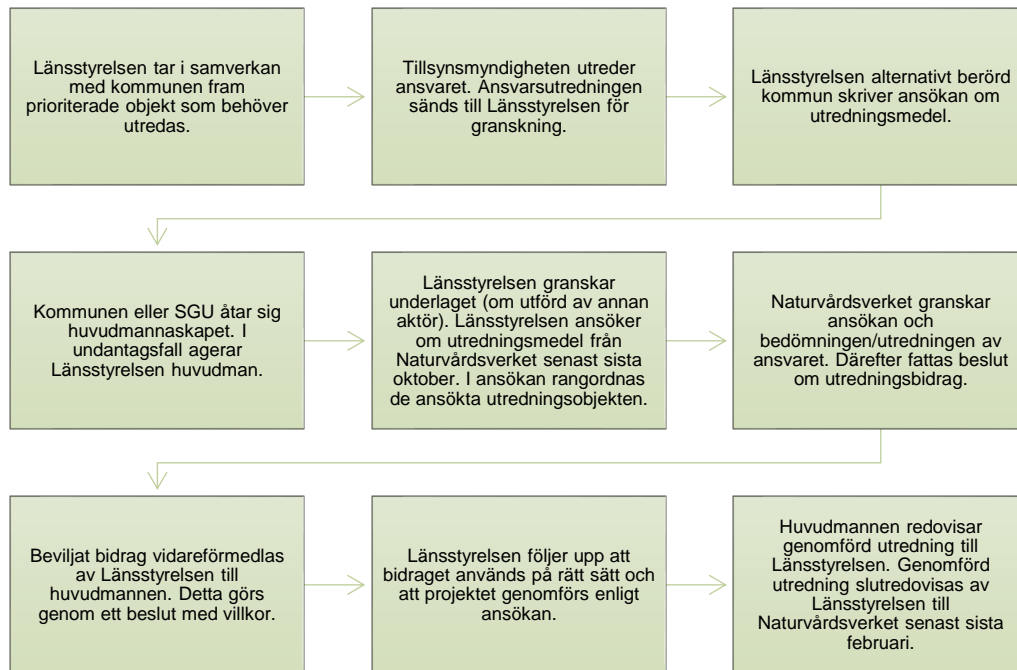 Länsstyrelsen tar i samverkan
med kommunen fram
prioriterade objekt som behöver
utredas.
Tillsynsmyndigheten utreder
ansvaret. Ansvarsutredningen
sänds till Länsstyrelsen för
granskning.
Länsstyrelsen alternativt berörd
kommun skriver ansökan om
utredningsmedel.
Kommunen eller SGU åtar sig
huvudmannaskapet. I
undantagsfall agerar
Länsstyrelsen huvudman.
Länsstyrelsen granskar
underlaget (om utförd av annan
aktör). Länsstyrelsen ansöker
om utredningsmedel från
Naturvårdsverket senast sista
oktober. I ansökan rangordnas
de ansökta utredningsobjekten.
Naturvårdsverket granskar
ansökan och
bedömningen/utredningen av
ansvaret. Därefter fattas beslut
om utredningsbidrag.
Beviljat bidrag vidareförmedlas
av Länsstyrelsen till
huvudmannen. Detta görs
genom ett beslut med villkor.
Länsstyrelsen följer upp att
bidraget används på rätt sätt och
att projektet genomförs enligt
ansökan.
Huvudmannen redovisar
genomförd utredning till
Länsstyrelsen. Genomförd
utredning slutredovisas av
Länsstyrelsen till
Naturvårdsverket senast sista
februari.